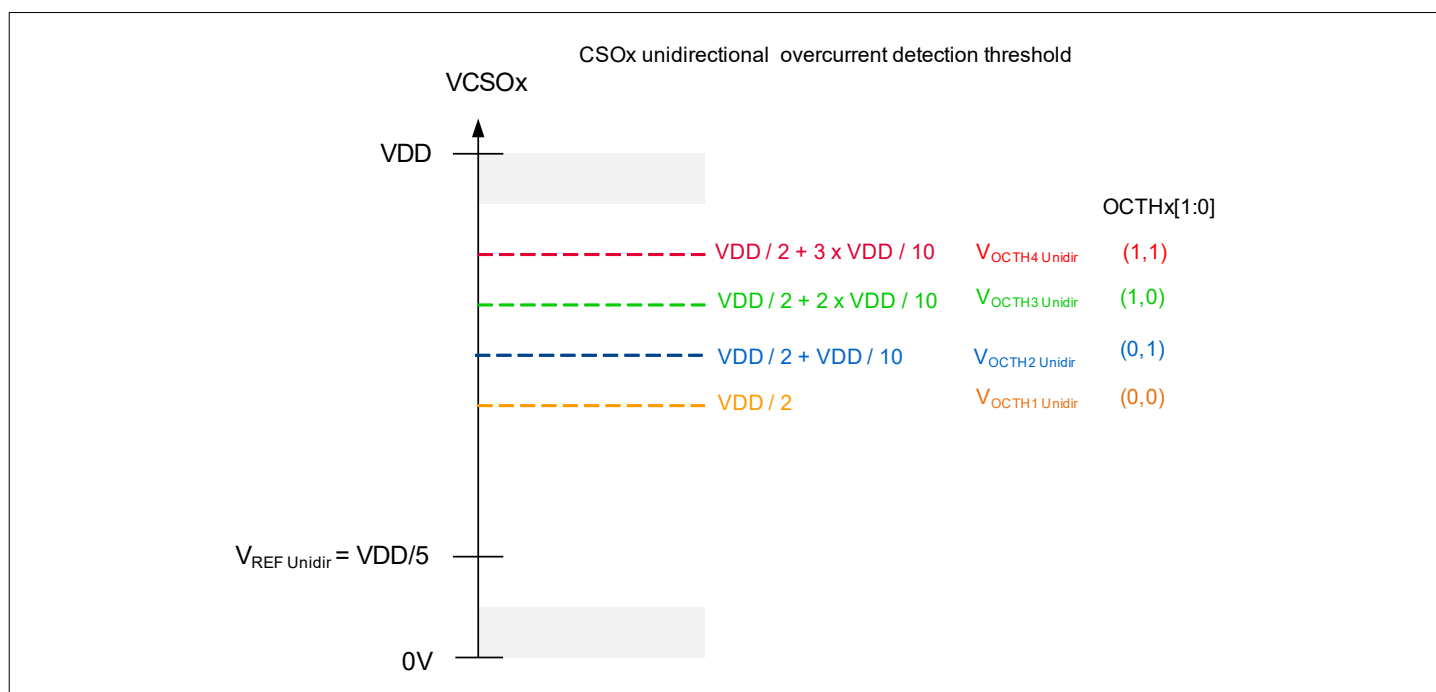 CSOx unidirectional overcurrent detection threshold
VCSOx
VDD
OCTHx[1:0]
VDD / 2 + 3 x VDD / 10 VOCTH4 Unidir (1,1)
VDD / 2 + 2 x VDD / 10 VOCTH3 Unidir (1,0)
VDD / 2 + VDD / 10 VOCTH2 Unidir (0,1)
VDD / 2 VOCTH1 Unidir (0,0)
VREF Unidir = VDD/5
0V